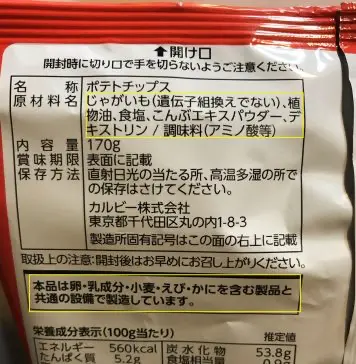 ↑開け口
開封時に切り口で手を切らないようご注意ください。
名　　称　ポテトチップス
原材料名　じゃがいも(遺伝子組換えでない)、植
物油、食塩、こんぶエキスパウダー、デ
キストリン / 調味料(アミノ酸等)
内 容 量　170g
賞味期限　表面に記載
保存方法　直射日光の当たる所、高温多湿の所で
の保存はさけてください。
カルビー株式会社
東京都千代田区丸の内1-8-3
製造所固有記号はこの面の右上に記載
取扱上の注意:開封後はお早めにお召し上がりください。
本品は卵・乳成分・小麦・えび・かにを含む製品と
共通の設備で製造しています。
栄養成分表示(100g当たり)　推定値
エネルギー　560kcal　炭 水 化 物　53.8g
たんぱく質　5.2g　食塩相当量